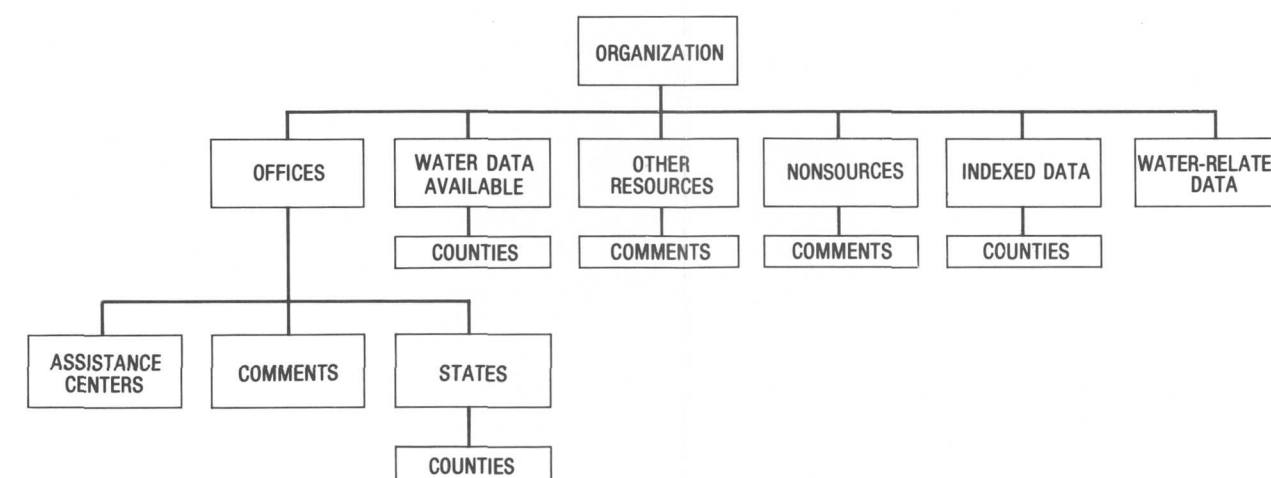 ORGANIZATION
OFFICES
WATER DATA
AVAILABLE
OTHER
RESOURCES
NONSOURCES
INDEXED DATA
WATER-RELATE
DATA
COUNTIES
COMMENTS
COMMENTS
COUNTIES
ASSISTANCE
CENTERS
COMMENTS
STATES
COUNTIES